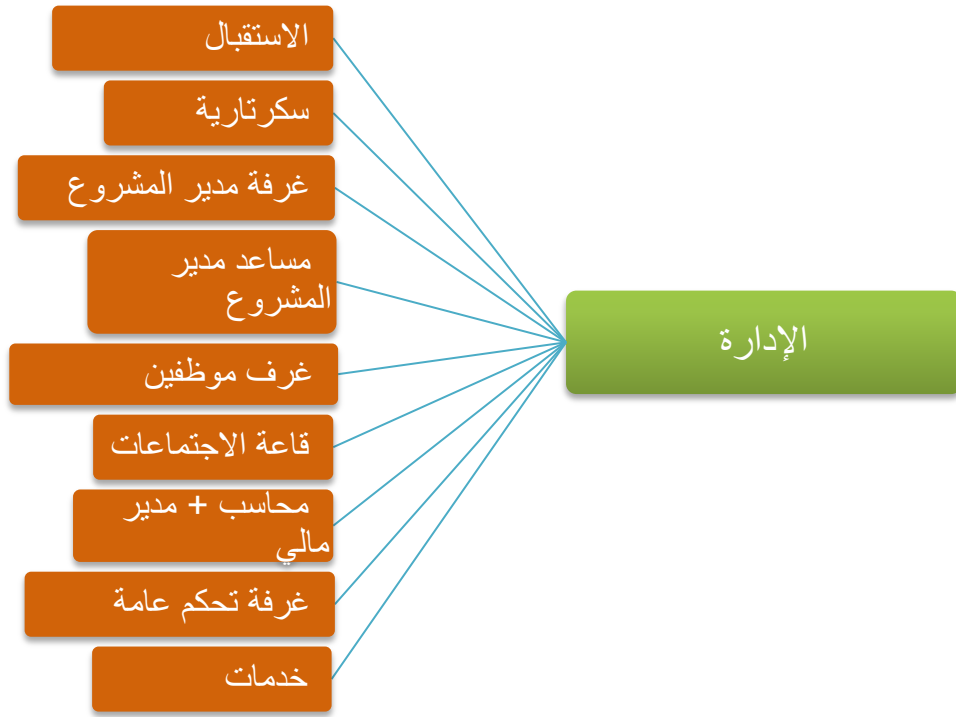 الإدارة
الاستقبال
سكرتارية
غرفة مدير المشروع
مساعد مدير
المشروع
غرف موظفين
قاعة الاجتماعات
محاسب + مدير
مالي
غرفة تحكم عامة
خدمات